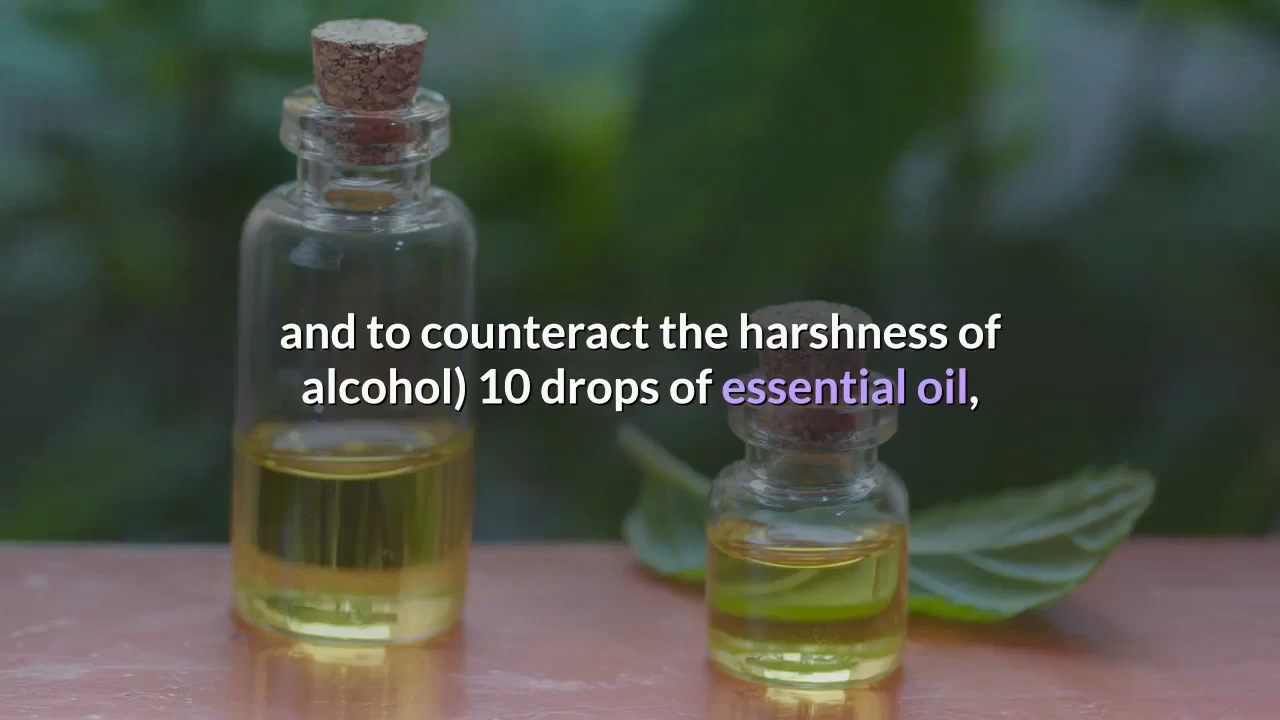 and to counteract the harshness of
alcohol) 10 drops of essential oil,